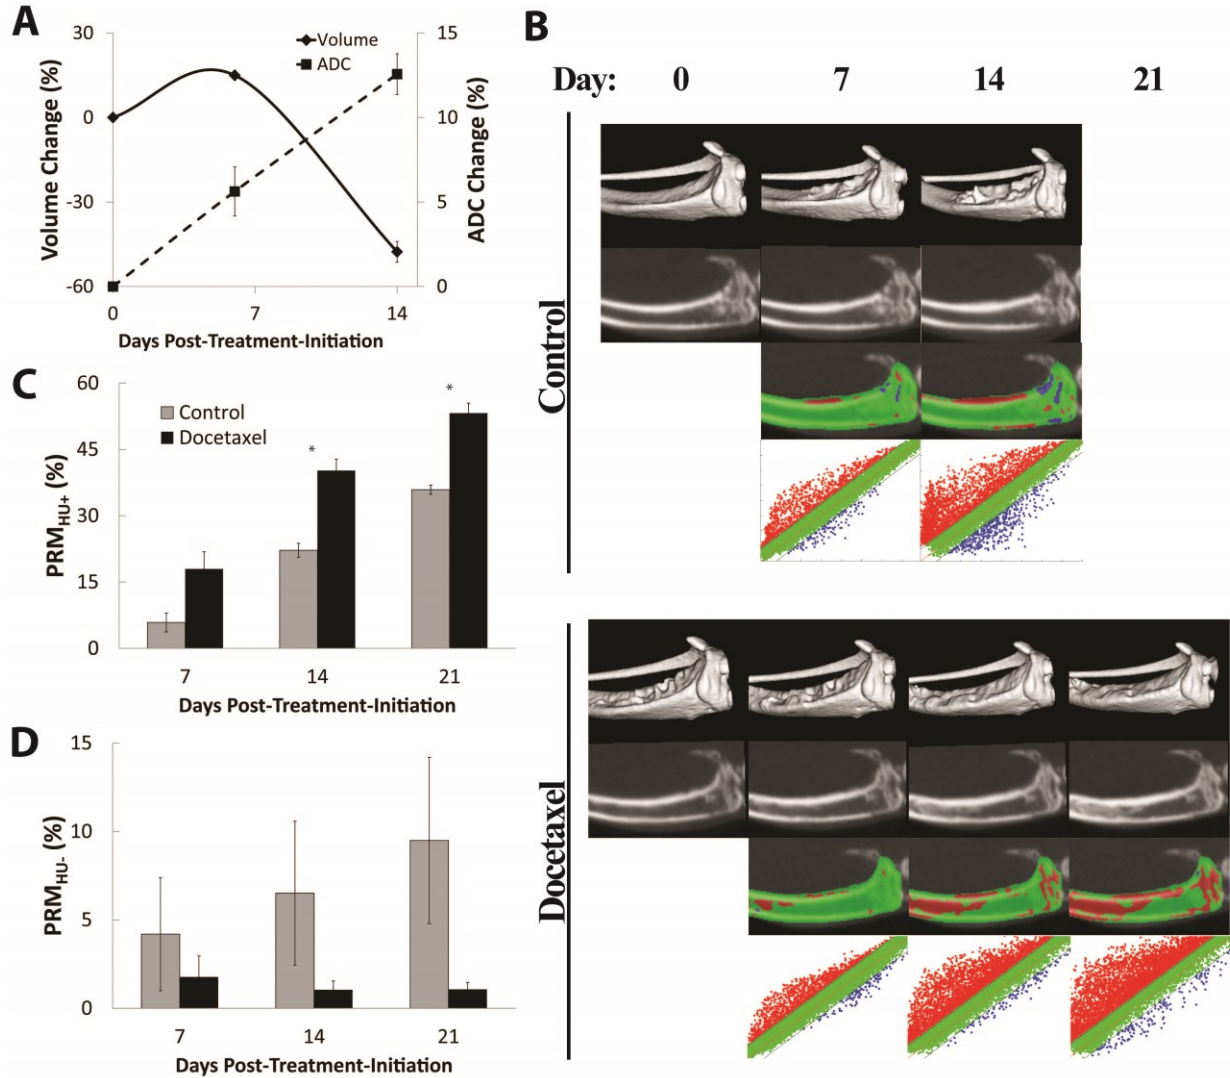 A
30
15
Volume
ADC
0
10
-30
5
-60
0
Volume Change (%)
ADC Change (%)
0
7
14
Days Post-Treatment-Initiation
B
Day: 0 7 14 21
Control
Docetaxel
C
60
45
30
15
0
PRM_HU+ (%)
Control
Docetaxel
*
*
7 14 21
Days Post-Treatment-Initiation
D
15
10
5
0
PRM_HU- (%)
7 14 21
Days Post-Treatment-Initiation